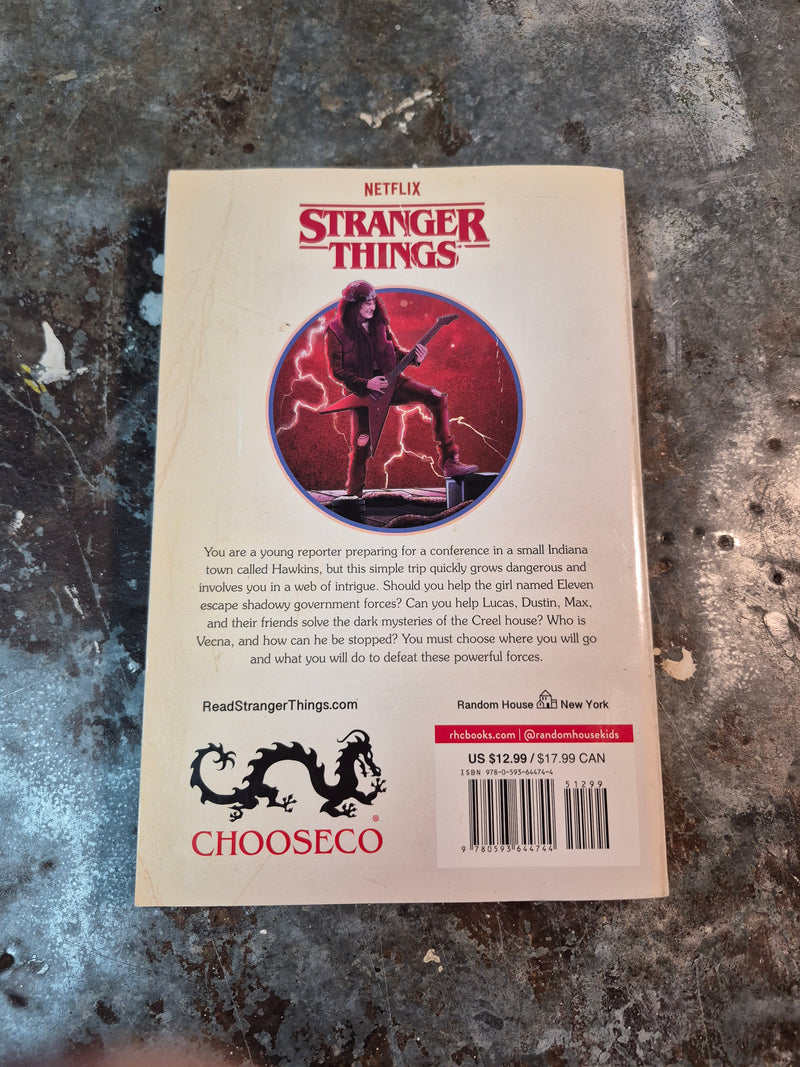 NETFLIX
STRANGER
THINGS
You are a young reporter preparing for a conference in a small Indiana
town called Hawkins, but this simple trip quickly grows dangerous and
involves you in a web of intrigue. Should you help the girl named Eleven
escape shadowy government forces? Can you help Lucas, Dustin, Max,
and their friends solve the dark mysteries of the Creel house? Who is
Vecna, and how can he be stopped? You must choose where you will go
and what you will do to defeat these powerful forces.
ReadStrangerThings.com
Random House New York
rhcbooks.com | @randomhousekids
US $12.99 / $17.99 CAN
ISBN 978-0-593-64474-4
51299
9 780593 644744
CHOOSECO®